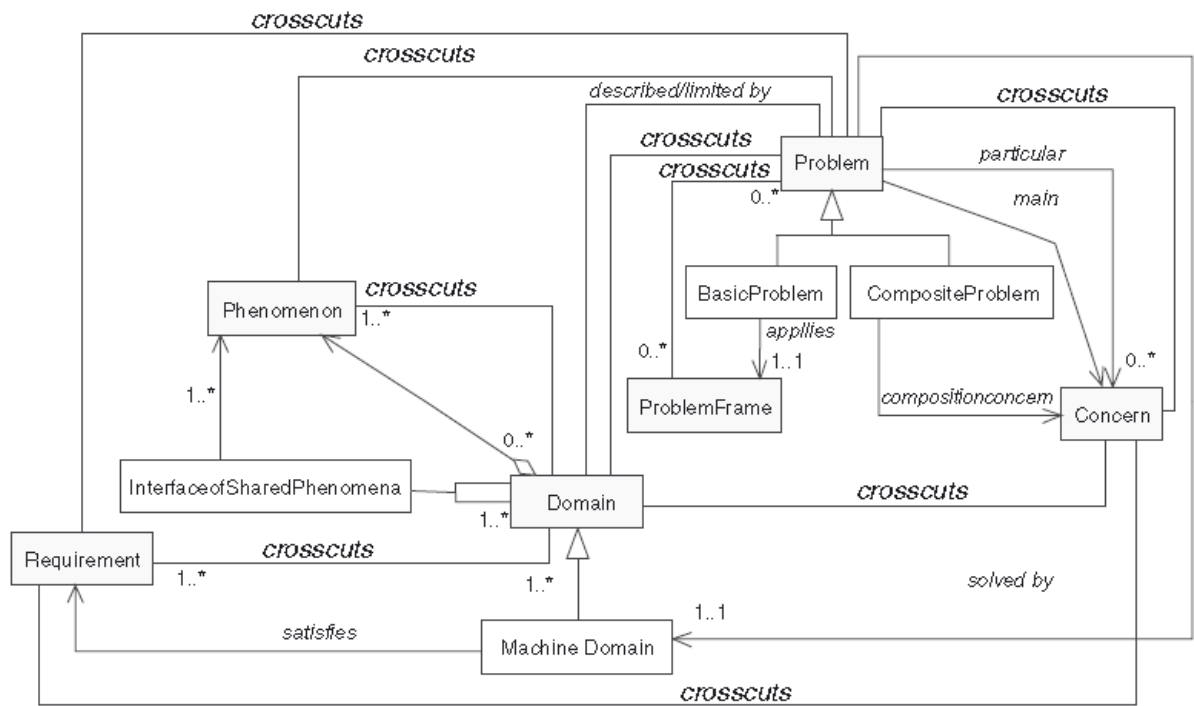 crosscuts
crosscuts
described/limited by
crosscuts
crosscuts
Problem
particular
crosscuts
0..*
main
BasicProblem
CompositeProblem
Phenomenon
crosscuts
1..*
appllies
0..*
1..1
0..*
1..*
ProblemFrame
compositionconcern
Concern
0..*
InterfaceofSharedPhenomena
Domain
crosscuts
1..*
Requirement
crosscuts
1..*
1..*
solved by
1..1
satisfies
Machine Domain
crosscuts